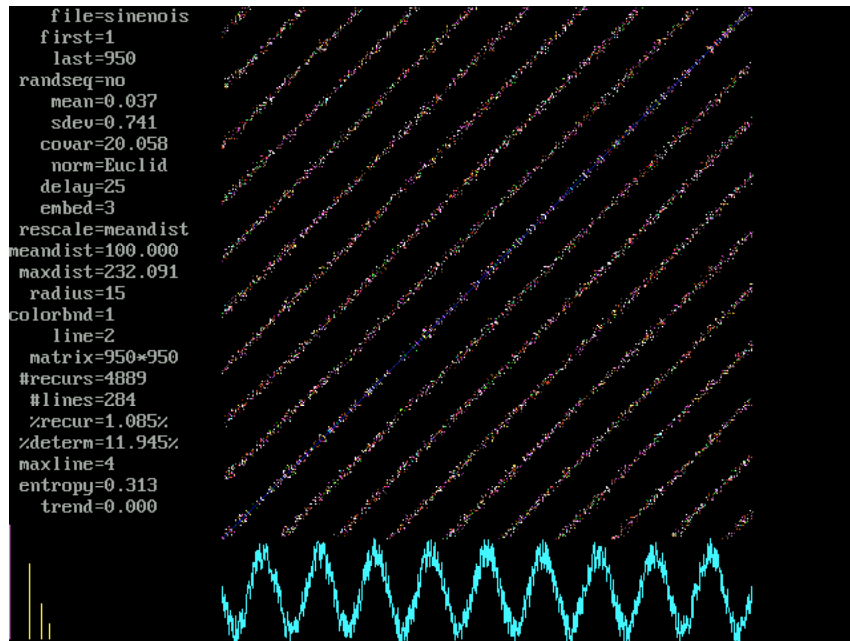 file=sinenois
first=1
last=950
randseq=no
mean=0.037
sdev=0.741
covar=20.058
norm=Euclid
delay=25
embed=3
rescale=meandist
meandist=100.000
maxdist=232.091
radius=15
colorbnd=1
line=2
matrix=950*950
#recurs=4889
#lines=284
%recur=1.085%
%determ=11.945%
maxline=4
entropy=0.313
trend=0.000